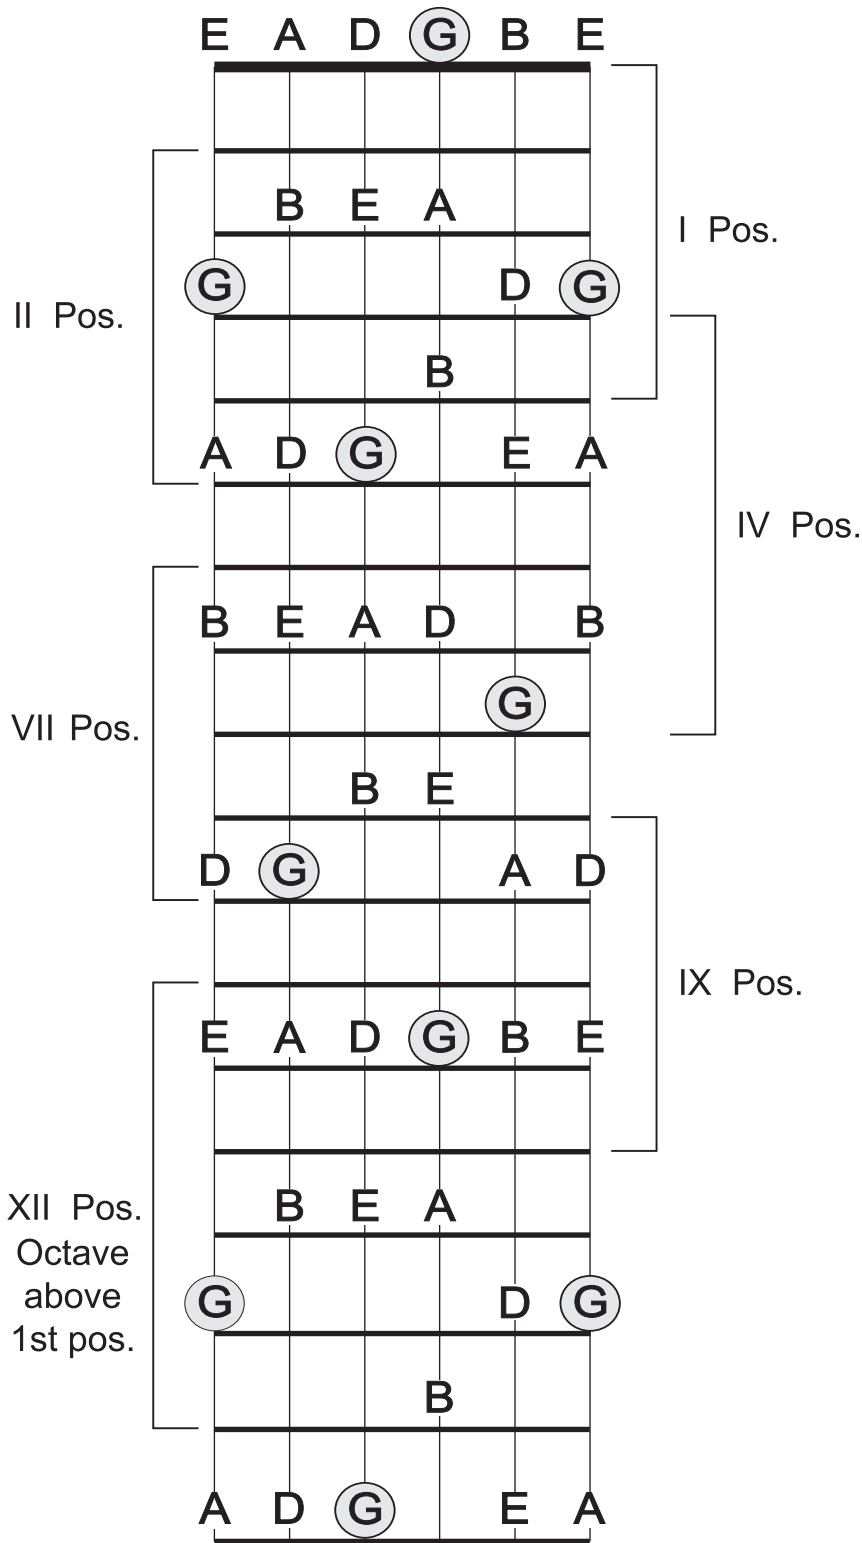 E A D G B E
B E A
I Pos.
G D G
II Pos.
B
A D G E A
IV Pos.
B E A D B
G
VII Pos.
B E
D G A D
IX Pos.
E A D G B E
B E A
XII Pos.
Octave
above
1st pos.
G D G
B
A D G E A